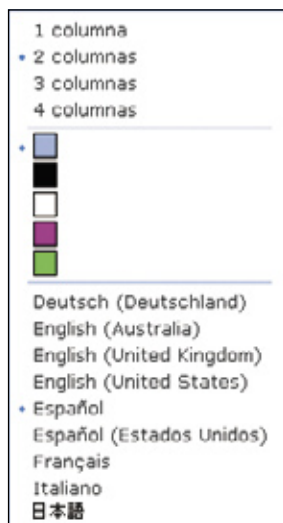 1 columna
2 columnas
3 columnas
4 columnas
Deutsch (Deutschland)
English (Australia)
English (United Kingdom)
English (United States)
Español
Español (Estados Unidos)
Français
Italiano
日本語